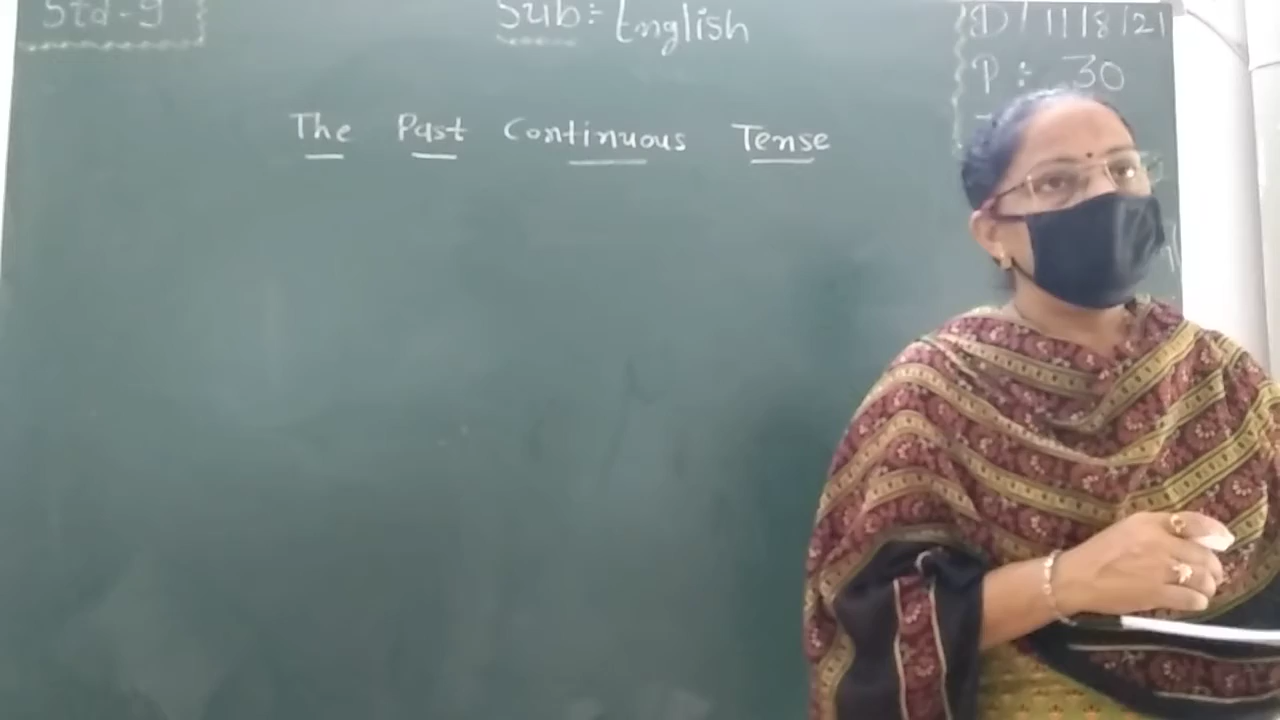 Std-9
Sub:- English
D / 11/8/21
P : 30
The Past Continuous Tense